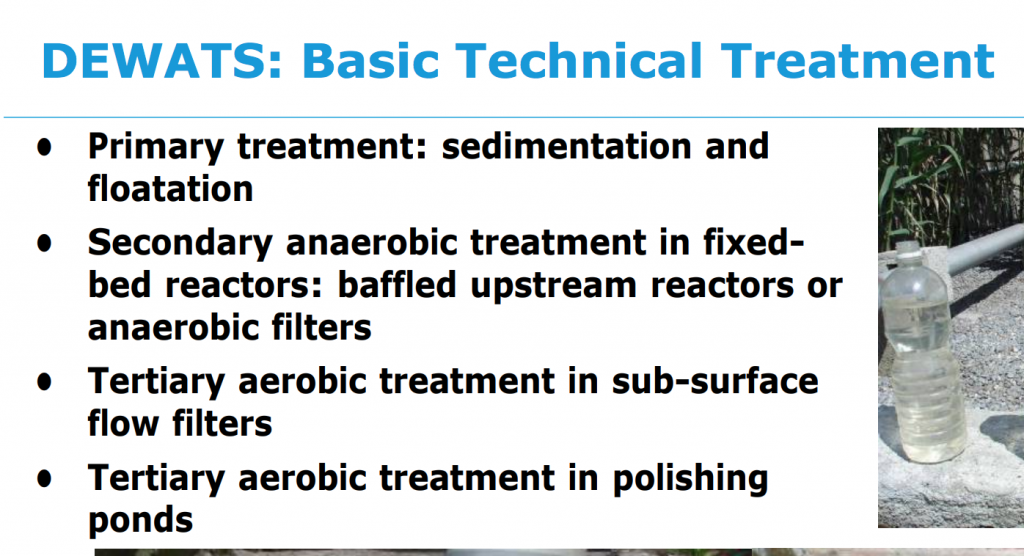 DEWATS: Basic Technical Treatment
● Primary treatment: sedimentation and
floatation
● Secondary anaerobic treatment in fixed-
bed reactors: baffled upstream reactors or
anaerobic filters
● Tertiary aerobic treatment in sub-surface
flow filters
● Tertiary aerobic treatment in polishing
ponds